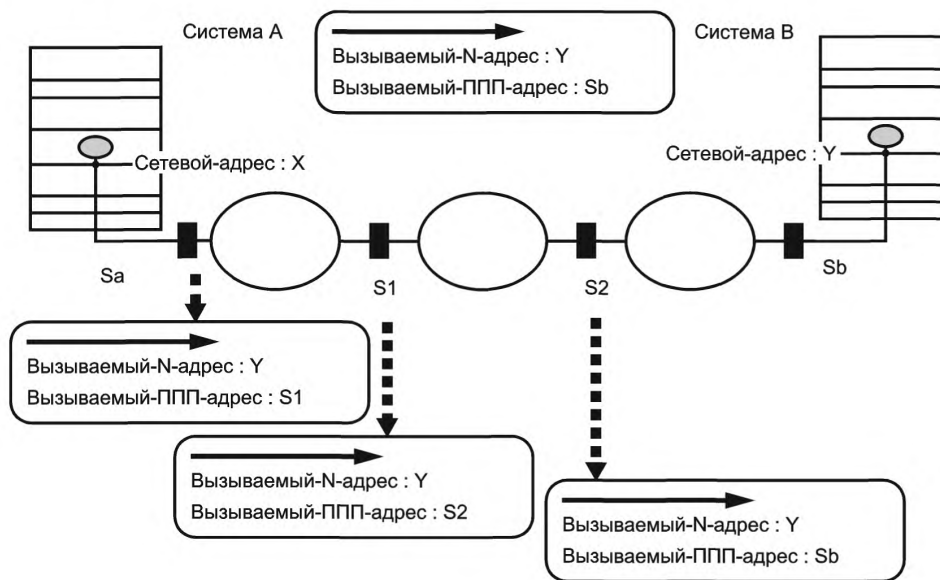 Система A
Вызываемый-N-адрес : Y
Вызываемый-ППП-адрес : Sb
Система B
Сетевой-адрес : X
Сетевой-адрес : Y
Sa
S1
S2
Sb
Вызываемый-N-адрес : Y
Вызываемый-ППП-адрес : S1
Вызываемый-N-адрес : Y
Вызываемый-ППП-адрес : S2
Вызываемый-N-адрес : Y
Вызываемый-ППП-адрес : Sb